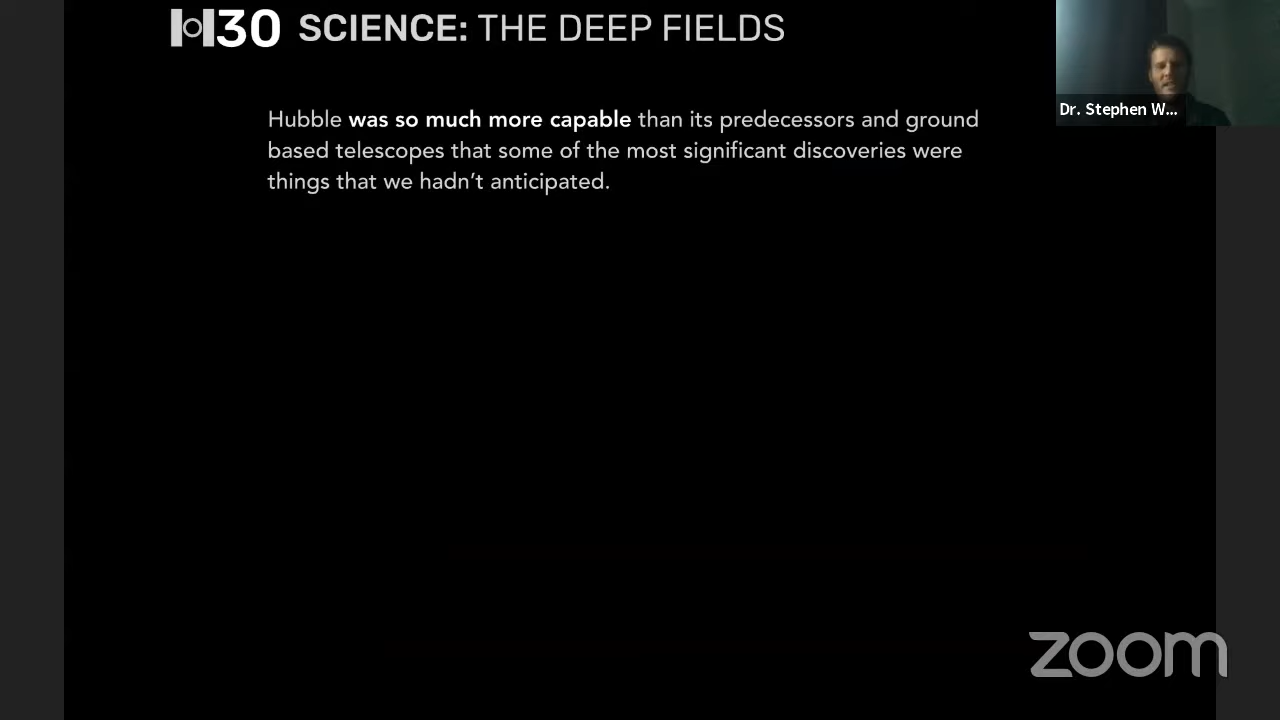 H30 SCIENCE: THE DEEP FIELDS
Dr. Stephen W...
Hubble was so much more capable than its predecessors and ground
based telescopes that some of the most significant discoveries were
things that we hadn't anticipated.
zoom